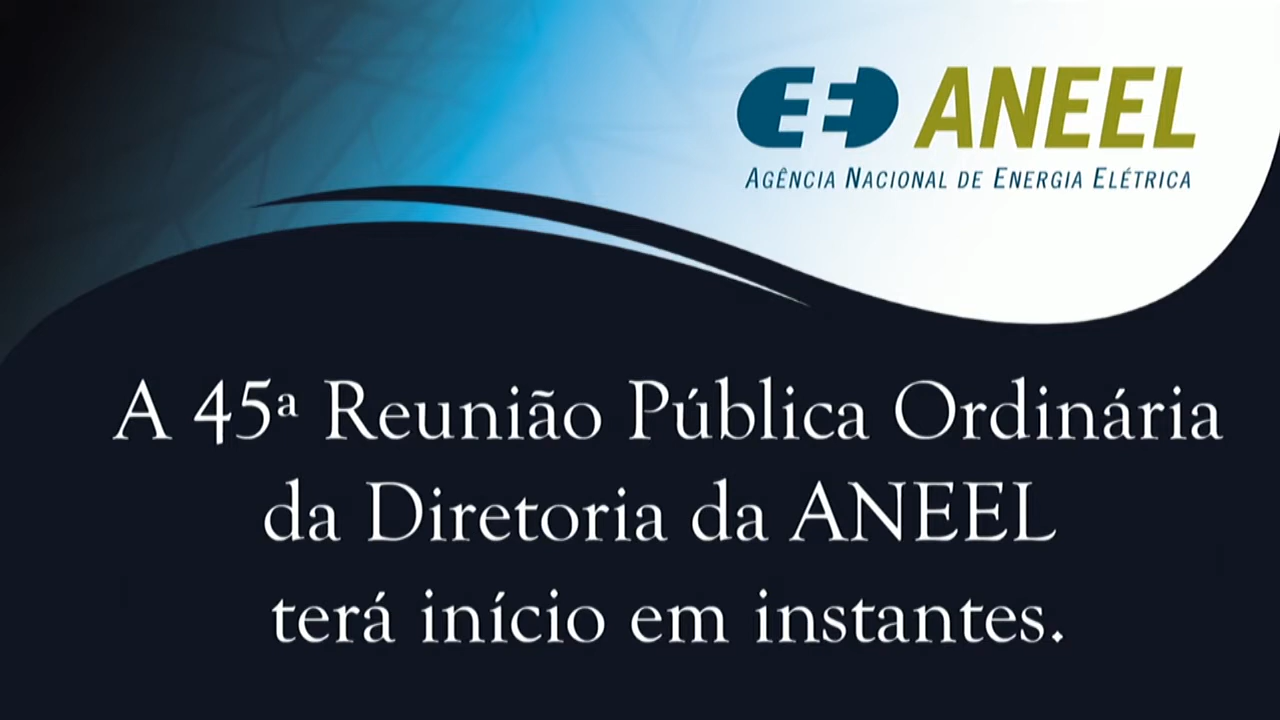 ANEEL
AGÊNCIA NACIONAL DE ENERGIA ELÉTRICA
A 45ª Reunião Pública Ordinária
da Diretoria da ANEEL
terá início em instantes.